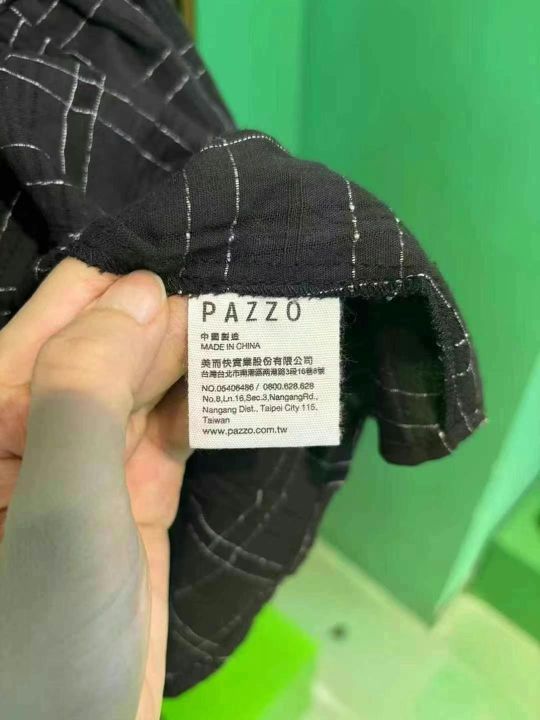 PAZZO
中國製造
MADE IN CHINA
美而快實業股份有限公司
台灣台北市南港區南港路3段16巷8號
NO.05406486 / 0800.628.628
No.8,Ln.16,Sec.3,NangangRd.,
Nangang Dist., Taipei City 115,
Taiwan
www.pazzo.com.tw